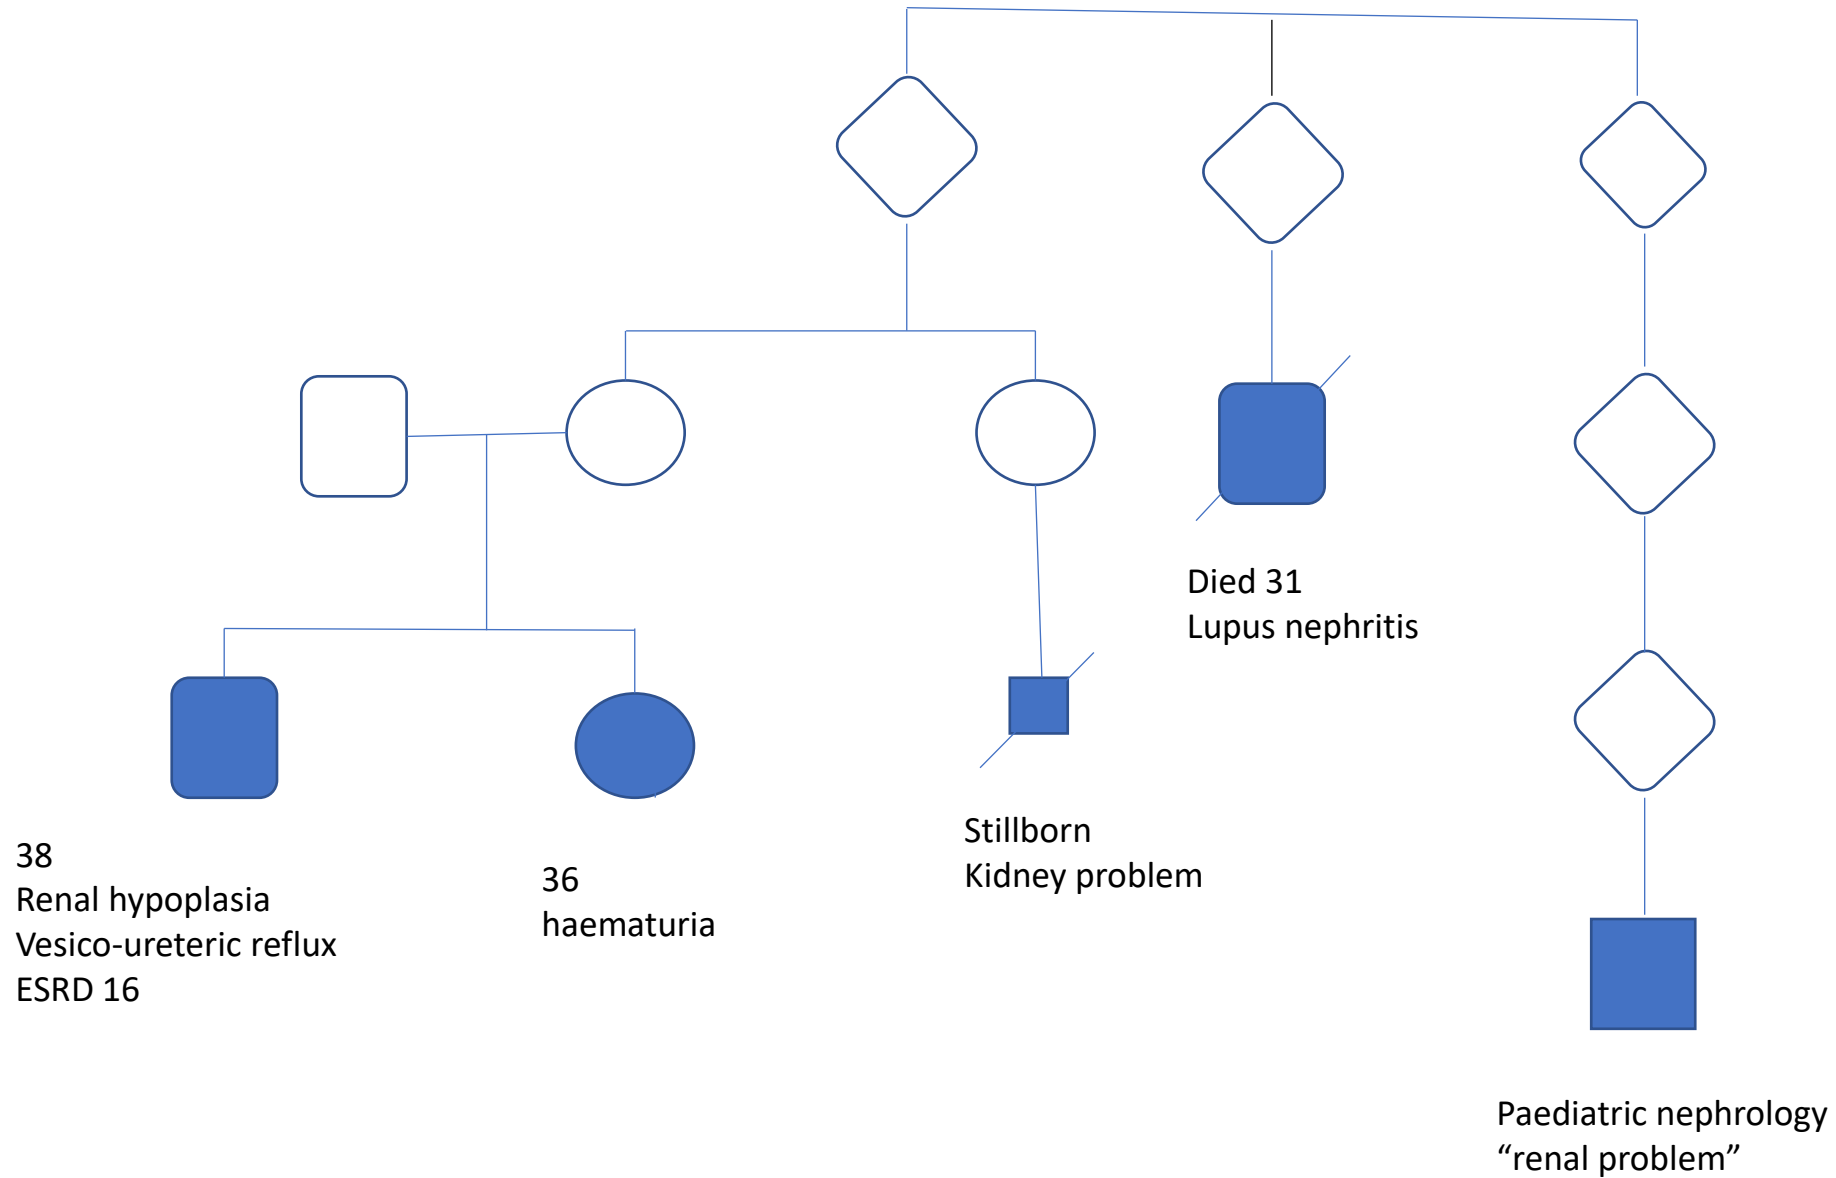 Died 31
Lupus nephritis
Stillborn
Kidney problem
38
Renal hypoplasia
Vesico-ureteric reflux
ESRD 16
36
haematuria
Paediatric nephrology
“renal problem”